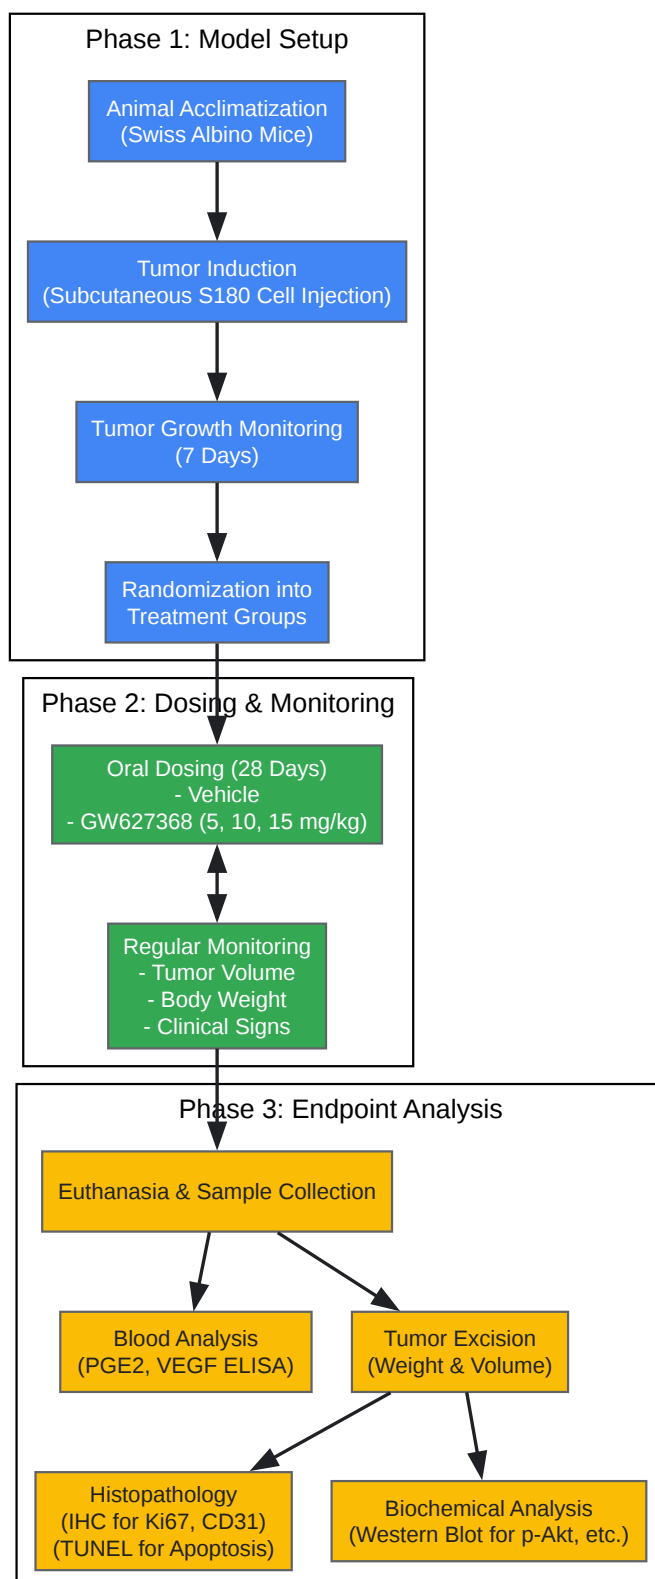 Phase 1: Model Setup
Animal Acclimatization
(Swiss Albino Mice)
Tumor Induction
(Subcutaneous S180 Cell Injection)
Tumor Growth Monitoring
(7 Days)
Randomization into
Treatment Groups
Phase 2: Dosing & Monitoring
Oral Dosing (28 Days)
- Vehicle
- GW627368 (5, 10, 15 mg/kg)
Regular Monitoring
- Tumor Volume
- Body Weight
- Clinical Signs
Phase 3: Endpoint Analysis
Euthanasia & Sample Collection
Blood Analysis
(PGE2, VEGF ELISA)
Tumor Excision
(Weight & Volume)
Histopathology
(IHC for Ki67, CD31)
(TUNEL for Apoptosis)
Biochemical Analysis
(Western Blot for p-Akt, etc.)